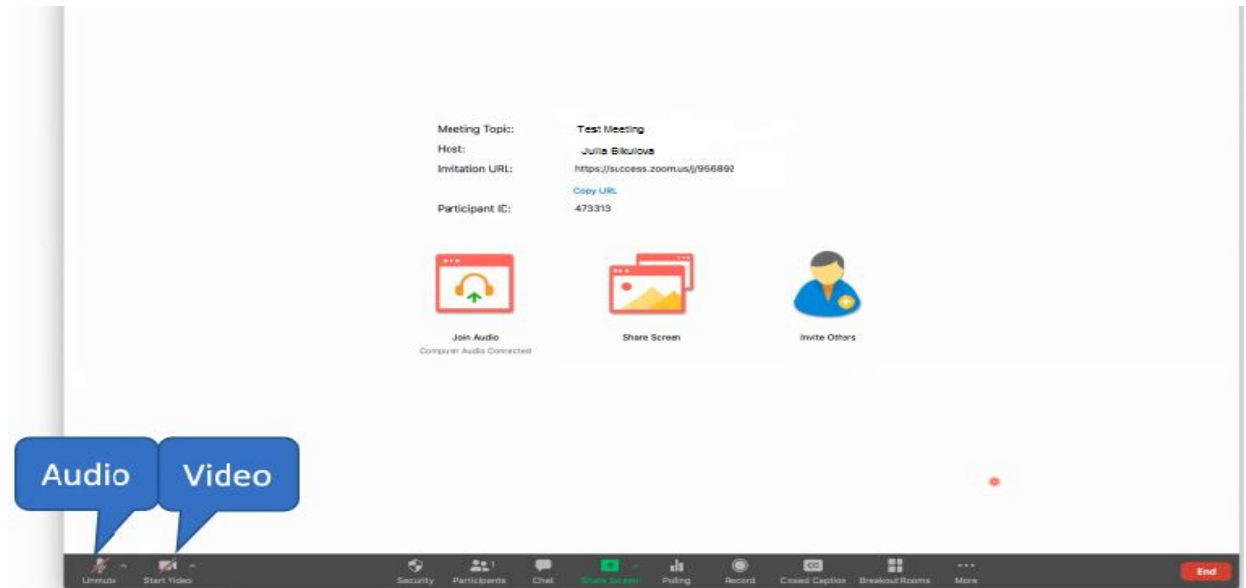 Meeting Topic: Test Meeting
Host: Julia Bikulova
Invitation URL: https://success.zoom.us/j/956892
Copy URL
Participant ID: 473313
Join Audio Share Screen Invite Others
Computer Audio Connected
Audio Video
Unmute Start Video Security Participants 1 Chat Share Screen Polling Record CC Closed Caption Breakout Rooms More End